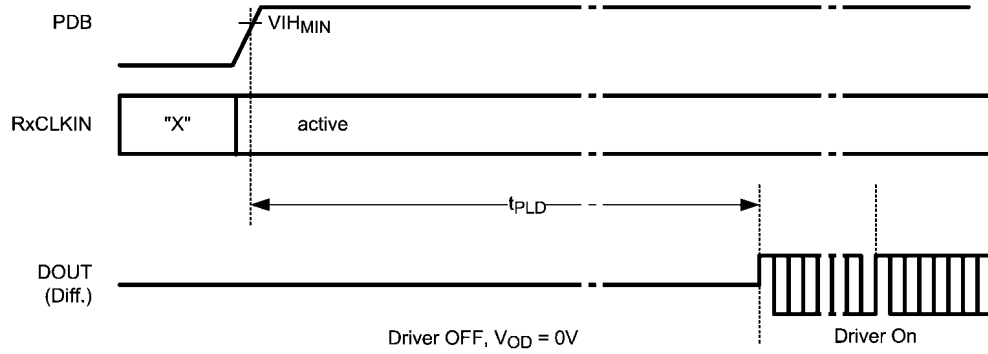 PDB
VIHMIN
RxCLKIN
"X"
active
tPLD
DOUT
(Diff.)
Driver OFF, VOD = 0V
Driver On